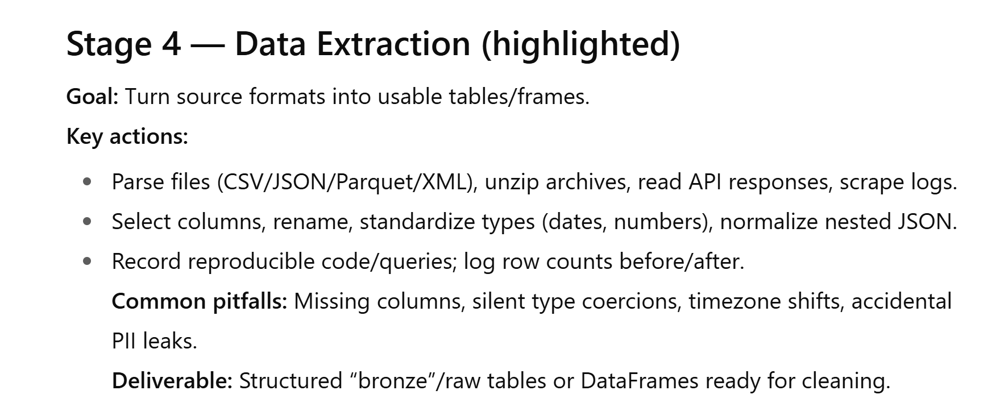 Stage 4 — Data Extraction (highlighted)
Goal: Turn source formats into usable tables/frames.
Key actions:
• Parse files (CSV/JSON/Parquet/XML), unzip archives, read API responses, scrape logs.
• Select columns, rename, standardize types (dates, numbers), normalize nested JSON.
• Record reproducible code/queries; log row counts before/after.
Common pitfalls: Missing columns, silent type coercions, timezone shifts, accidental
PII leaks.
Deliverable: Structured “bronze”/raw tables or DataFrames ready for cleaning.